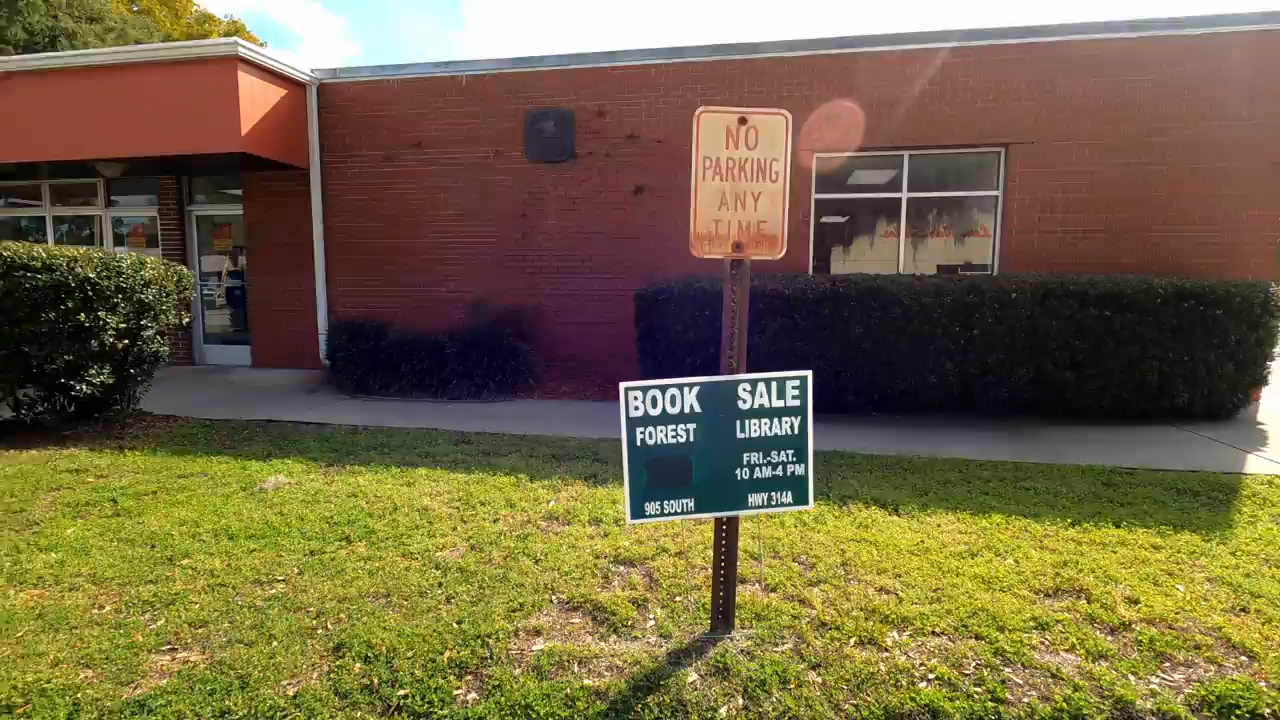 NO
PARKING
ANY
TIME
BOOK SALE
FOREST LIBRARY
FRI.-SAT.
10 AM-4 PM
905 SOUTH HWY 314A